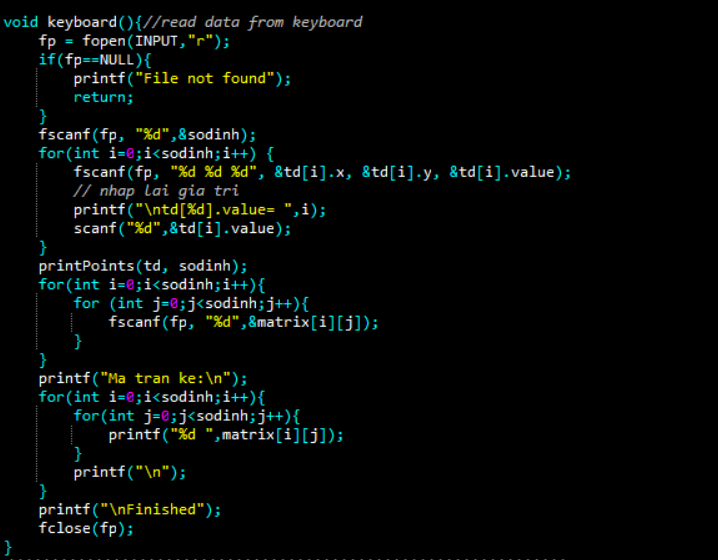 void keyboard(){//read data from keyboard
    fp = fopen(INPUT,"r");
    if(fp==NULL){
        printf("File not found");
        return;
    }
    fscanf(fp, "%d",&sodinh);
    for(int i=0;i<sodinh;i++) {
        fscanf(fp, "%d %d %d", &td[i].x, &td[i].y, &td[i].value);
        // nhap lai gia tri
        printf("\ntd[%d].value= ",i);
        scanf("%d",&td[i].value);
    }
    printPoints(td, sodinh);
    for(int i=0;i<sodinh;i++){
        for (int j=0;j<sodinh;j++){
            fscanf(fp, "%d",&matrix[i][j]);
        }
    }
    printf("Ma tran ke:\n");
    for(int i=0;i<sodinh;i++){
        for(int j=0;j<sodinh;j++){
            printf("%d ",matrix[i][j]);
        }
        printf("\n");
    }
    printf("\nFinished");
    fclose(fp);
}